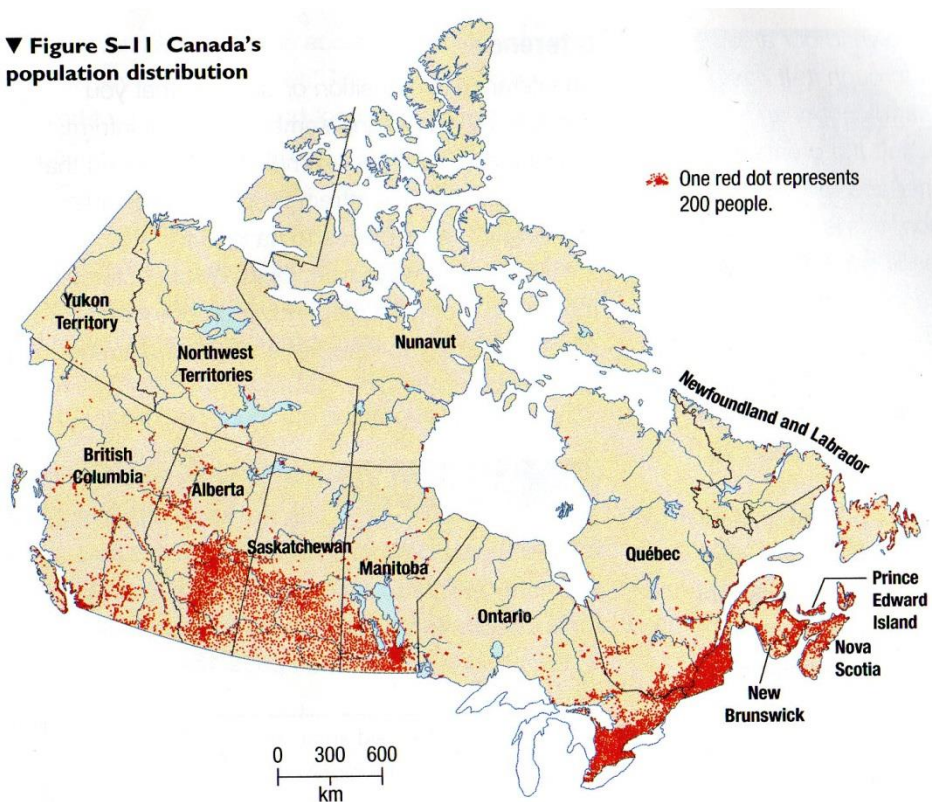 ▼ Figure S–11 Canada's
population distribution
One red dot represents
200 people.
Yukon
Territory
Northwest
Territories
Nunavut
Newfoundland and Labrador
British
Columbia
Alberta
Saskatchewan
Manitoba
Ontario
Québec
Prince
Edward
Island
Nova
Scotia
New
Brunswick
0 300 600
km